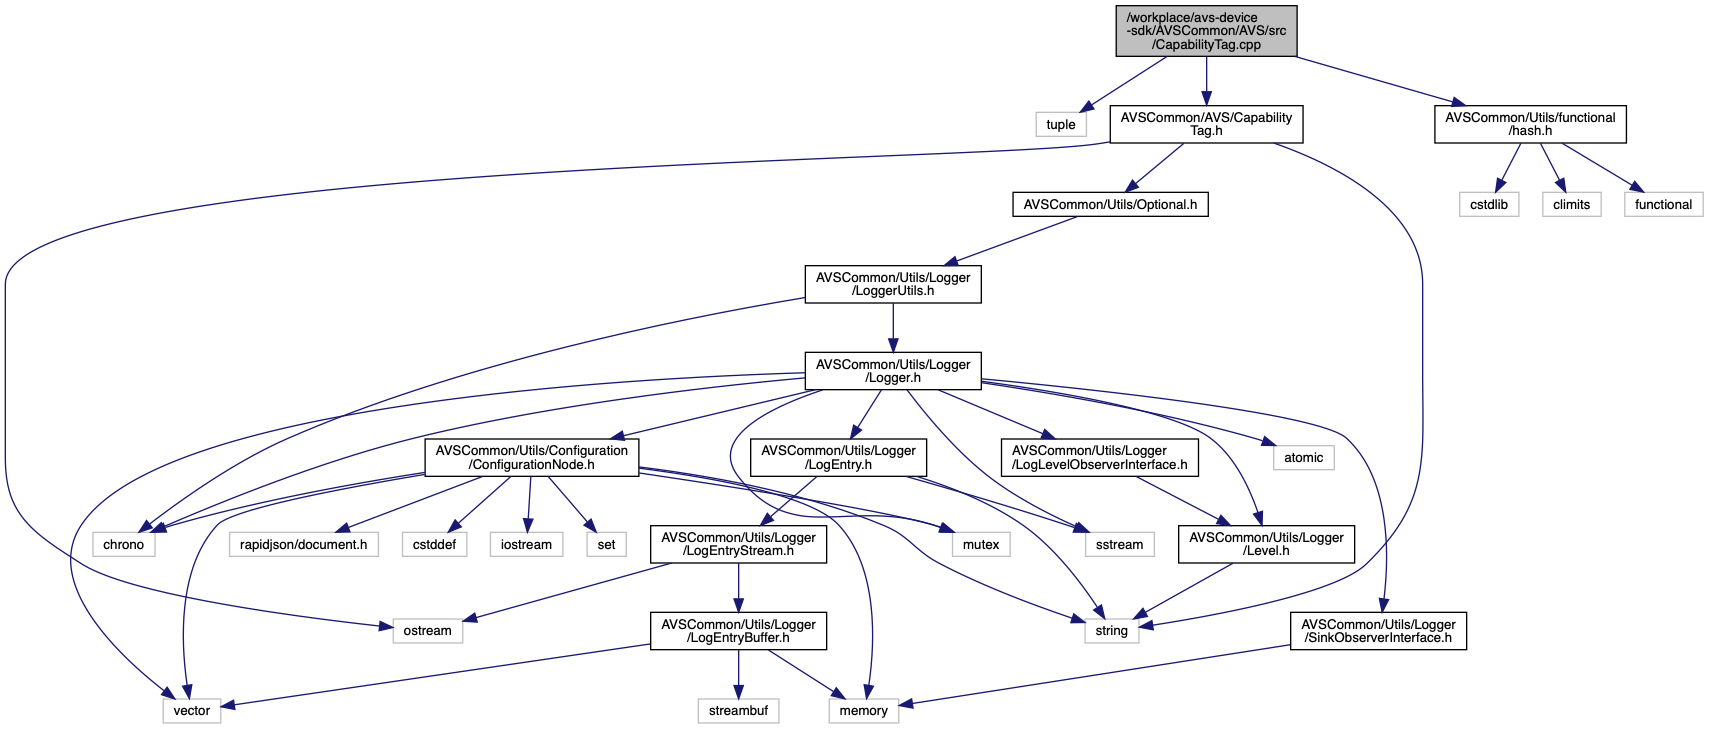 /workplace/avs-device
-sdk/AVSCommon/AVS/src
/CapabilityTag.cpp
tuple
AVSCommon/AVS/Capability
Tag.h
AVSCommon/Utils/functional
/hash.h
AVSCommon/Utils/Optional.h
cstdlib
climits
functional
AVSCommon/Utils/Logger
/LoggerUtils.h
AVSCommon/Utils/Logger
/Logger.h
AVSCommon/Utils/Configuration
/ConfigurationNode.h
AVSCommon/Utils/Logger
/LogEntry.h
AVSCommon/Utils/Logger
/LogLevelObserverInterface.h
atomic
chrono
rapidjson/document.h
cstddef
iostream
set
AVSCommon/Utils/Logger
/LogEntryStream.h
mutex
sstream
AVSCommon/Utils/Logger
/Level.h
ostream
AVSCommon/Utils/Logger
/LogEntryBuffer.h
string
AVSCommon/Utils/Logger
/SinkObserverInterface.h
vector
streambuf
memory